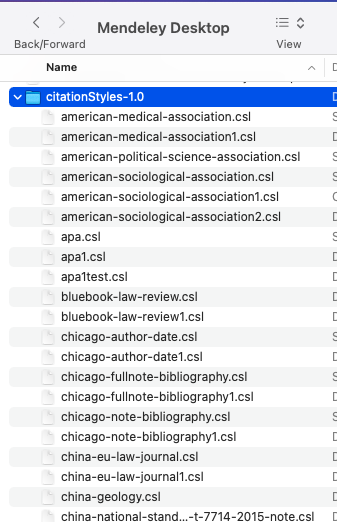 Mendeley Desktop
Back/Forward
View
Name
citationStyles-1.0
american-medical-association.csl
american-medical-association1.csl
american-political-science-association.csl
american-sociological-association.csl
american-sociological-association1.csl
american-sociological-association2.csl
apa.csl
apa1.csl
apa1test.csl
bluebook-law-review.csl
bluebook-law-review1.csl
chicago-author-date.csl
chicago-author-date1.csl
chicago-fullnote-bibliography.csl
chicago-fullnote-bibliography1.csl
chicago-note-bibliography.csl
chicago-note-bibliography1.csl
china-eu-law-journal.csl
china-eu-law-journal1.csl
china-geology.csl
china-national-stand...-t-7714-2015-note.csl